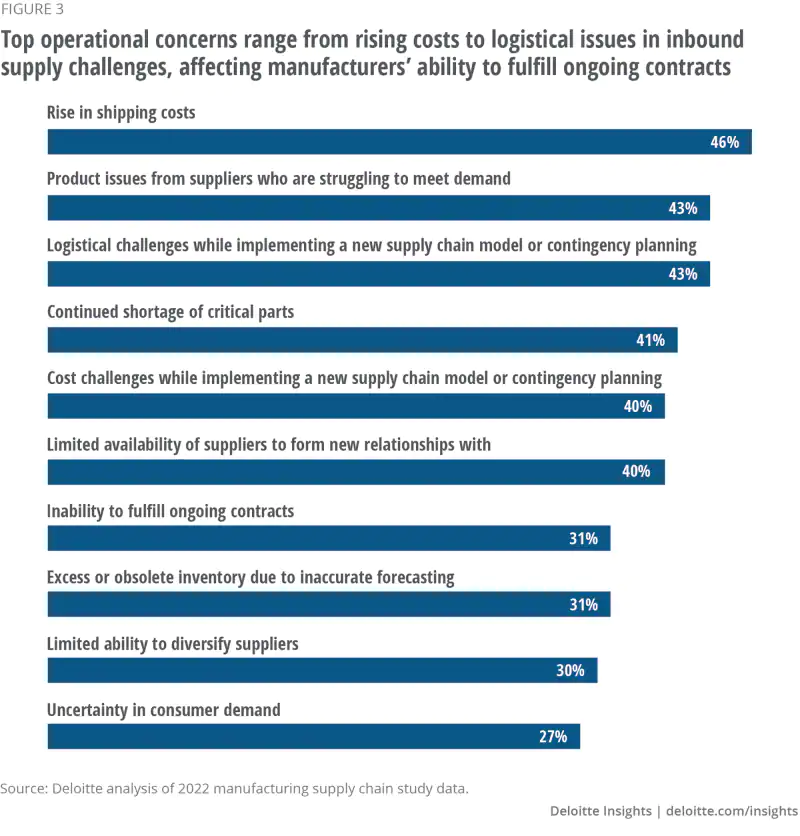 FIGURE 3
Top operational concerns range from rising costs to logistical issues in inbound
supply challenges, affecting manufacturers’ ability to fulfill ongoing contracts
Rise in shipping costs
46%
Product issues from suppliers who are struggling to meet demand
43%
Logistical challenges while implementing a new supply chain model or contingency planning
43%
Continued shortage of critical parts
41%
Cost challenges while implementing a new supply chain model or contingency planning
40%
Limited availability of suppliers to form new relationships with
40%
Inability to fulfill ongoing contracts
31%
Excess or obsolete inventory due to inaccurate forecasting
31%
Limited ability to diversify suppliers
30%
Uncertainty in consumer demand
27%
Source: Deloitte analysis of 2022 manufacturing supply chain study data.
Deloitte Insights | deloitte.com/insights